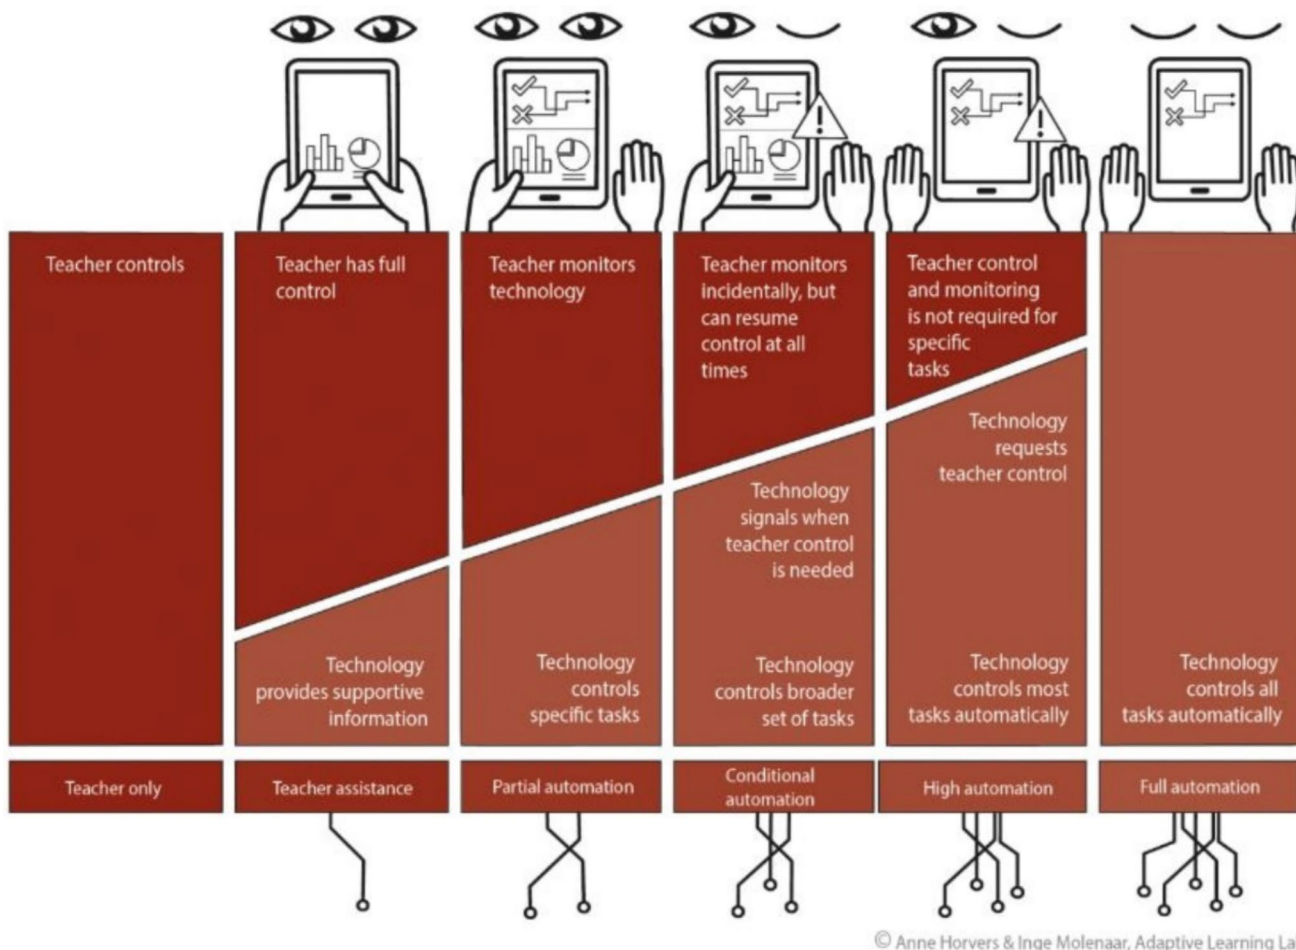 Teacher controls
Teacher has full
control
Teacher monitors
technology
Teacher monitors
incidentally, but
can resume
control at all
times
Teacher control
and monitoring
is not required for
specific
tasks
Technology
provides supportive
information
Technology
controls
specific tasks
Technology
signals when
teacher control
is needed
Technology
controls broader
set of tasks
Technology
requests
teacher control
Technology
controls most
tasks automatically
Technology
controls all
tasks automatically
Teacher only
Teacher assistance
Partial automation
Conditional
automation
High automation
Full automation
© Anne Horvers & Inge Molenaar, Adaptive Learning La